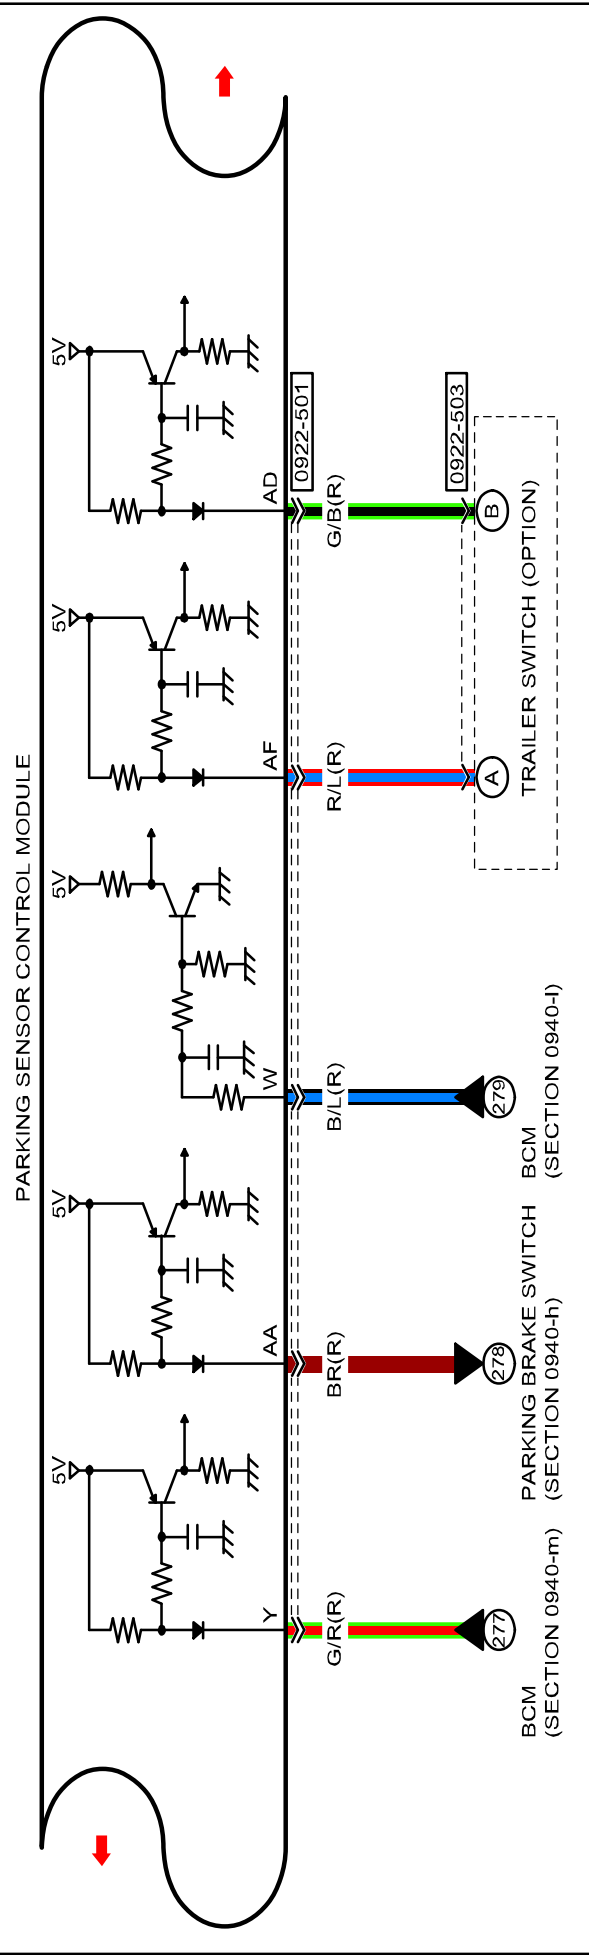 PARKING SENSOR CONTROL MODULE
5V
5V
5V
5V
5V
Y
AA
W
AF
AD
0922-501
G/R(R)
BR(R)
B/L(R)
R/L(R)
G/B(R)
0922-503
277
278
279
A
B
BCM
(SECTION 0940-m)
PARKING BRAKE SWITCH
(SECTION 0940-h)
BCM
(SECTION 0940-l)
TRAILER SWITCH (OPTION)